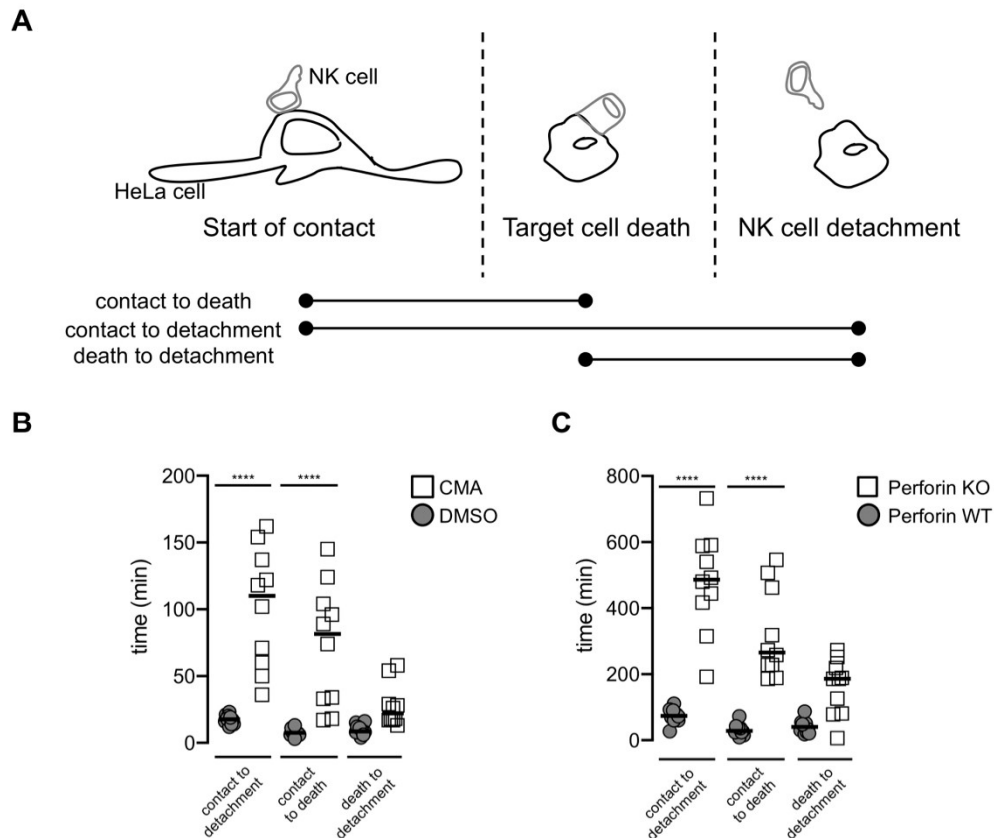 A
NK cell
HeLa cell
Start of contact
Target cell death
NK cell detachment
contact to death
contact to detachment
death to detachment
B
200
150
100
50
0
time (min)
****
****
CMA
DMSO
contact to
detachment
contact
to death
death to
detachment
C
800
600
400
200
0
time (min)
****
****
Perforin KO
Perforin WT
contact to
detachment
contact
to death
death to
detachment